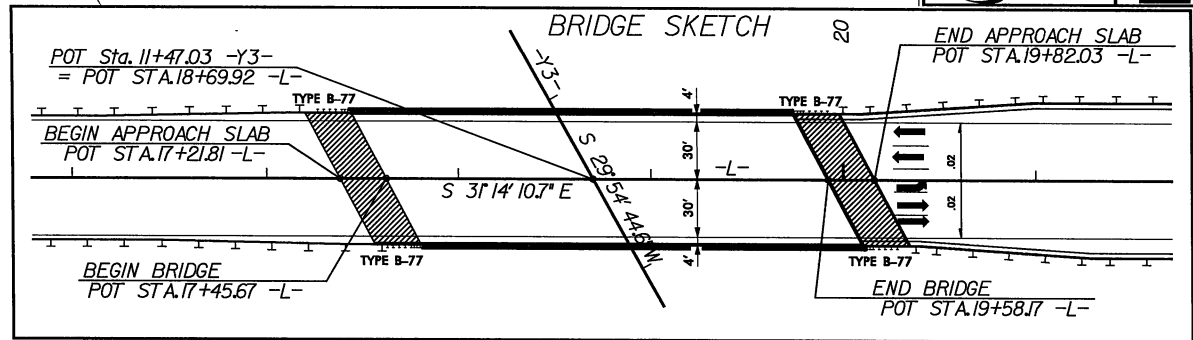 BRIDGE SKETCH
20
POT Sta. 11+47.03 -Y3-
= POT STA.18+69.92 -L-
-Y3-
END APPROACH SLAB
POT STA.19+82.03 -L-
TYPE B-77
TYPE B-77
4'
BEGIN APPROACH SLAB
POT STA.17+21.81 -L-
30'
-L-
.02
S 31° 14' 10.7" E
S 29° 54' 44.6" W
30'
.02
TYPE B-77
4'
TYPE B-77
BEGIN BRIDGE
POT STA.17+45.67 -L-
END BRIDGE
POT STA.19+58.17 -L-